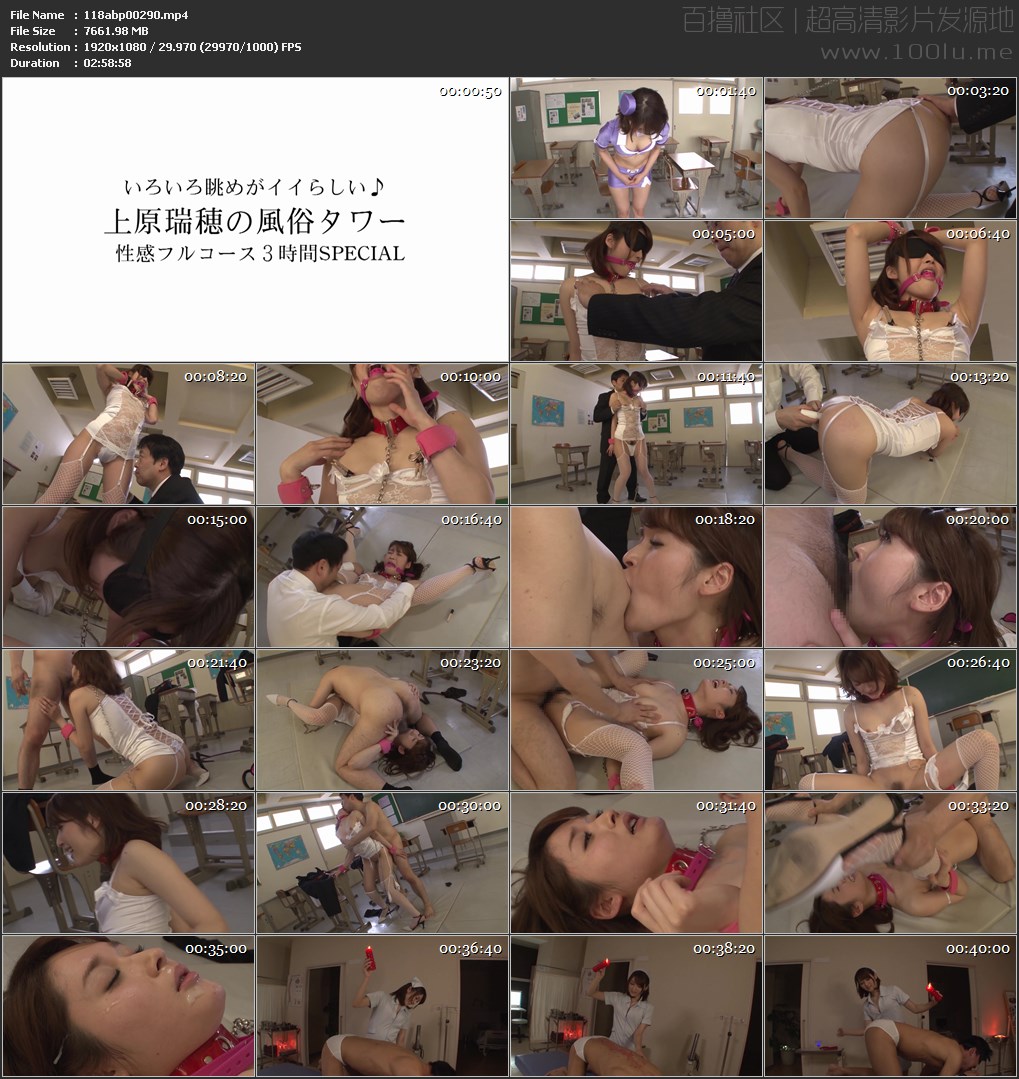 File Name : 118abp00290.mp4
File Size : 7661.98 MB
Resolution : 1920x1080 / 29.970 (29970/1000) FPS
Duration : 02:58:58
百撸社区 | 超高清影片发源地
www.100lu.me
00:00:50
いろいろ眺めがイイらしい♪
上原瑞穂の風俗タワー
性感フルコース3時間SPECIAL
00:01:40
00:03:20
00:05:00
00:06:40
00:08:20
00:10:00
00:11:40
00:13:20
00:15:00
00:16:40
00:18:20
00:20:00
00:21:40
00:23:20
00:25:00
00:26:40
00:28:20
00:30:00
00:31:40
00:33:20
00:35:00
00:36:40
00:38:20
00:40:00